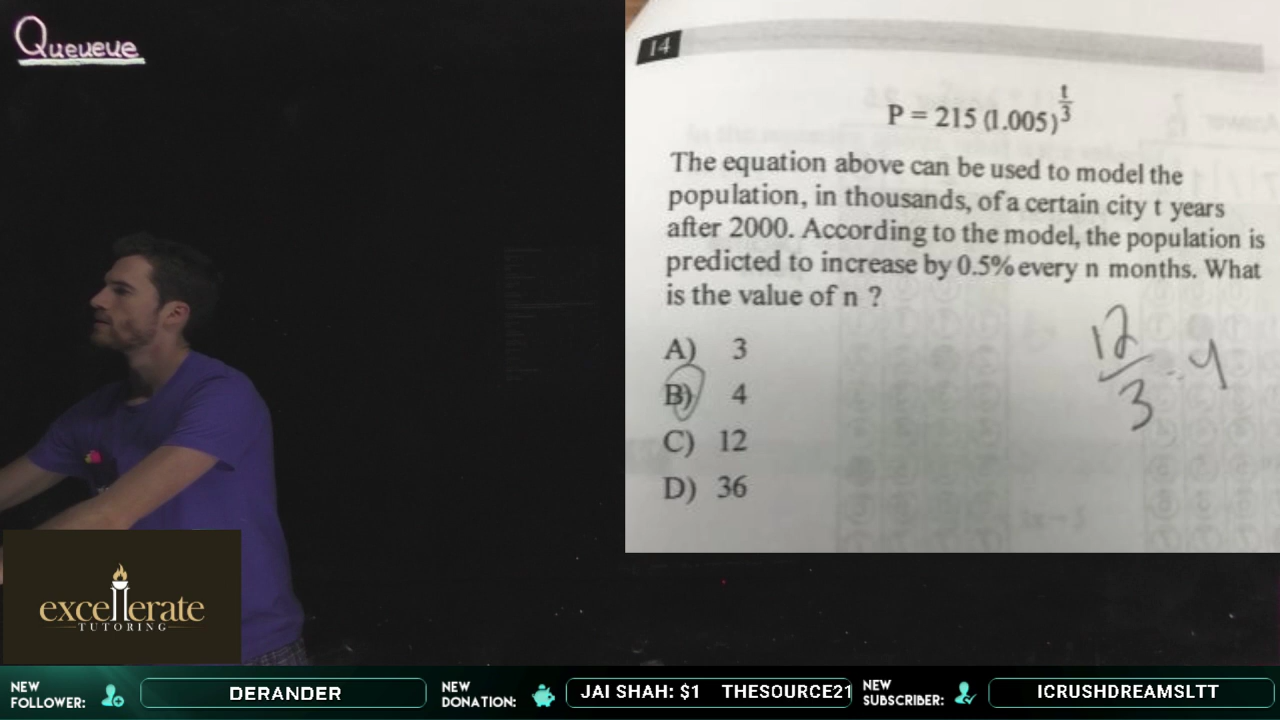 Queueue
14
P = 215 (1.005)^(t/3)
The equation above can be used to model the
population, in thousands, of a certain city t years
after 2000. According to the model, the population is
predicted to increase by 0.5% every n months. What
is the value of n ?
A) 3
B) 4
C) 12
D) 36
12
3
4
excellerate
TUTORING
NEW FOLLOWER:
DERANDER
NEW DONATION:
JAI SHAH: $1 THESOURCE21
NEW SUBSCRIBER:
ICRUSHDREAMSLTT